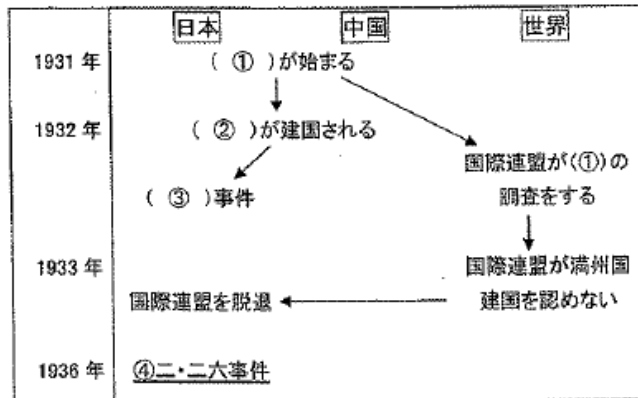 日本 中国 世界
1931年 ( ① )が始まる
1932年 ( ② )が建国される
国際連盟が(①)の
( ③ )事件 調査をする
1933年 国際連盟が満州国
国際連盟を脱退 建国を認めない
1936年 ④二・二六事件